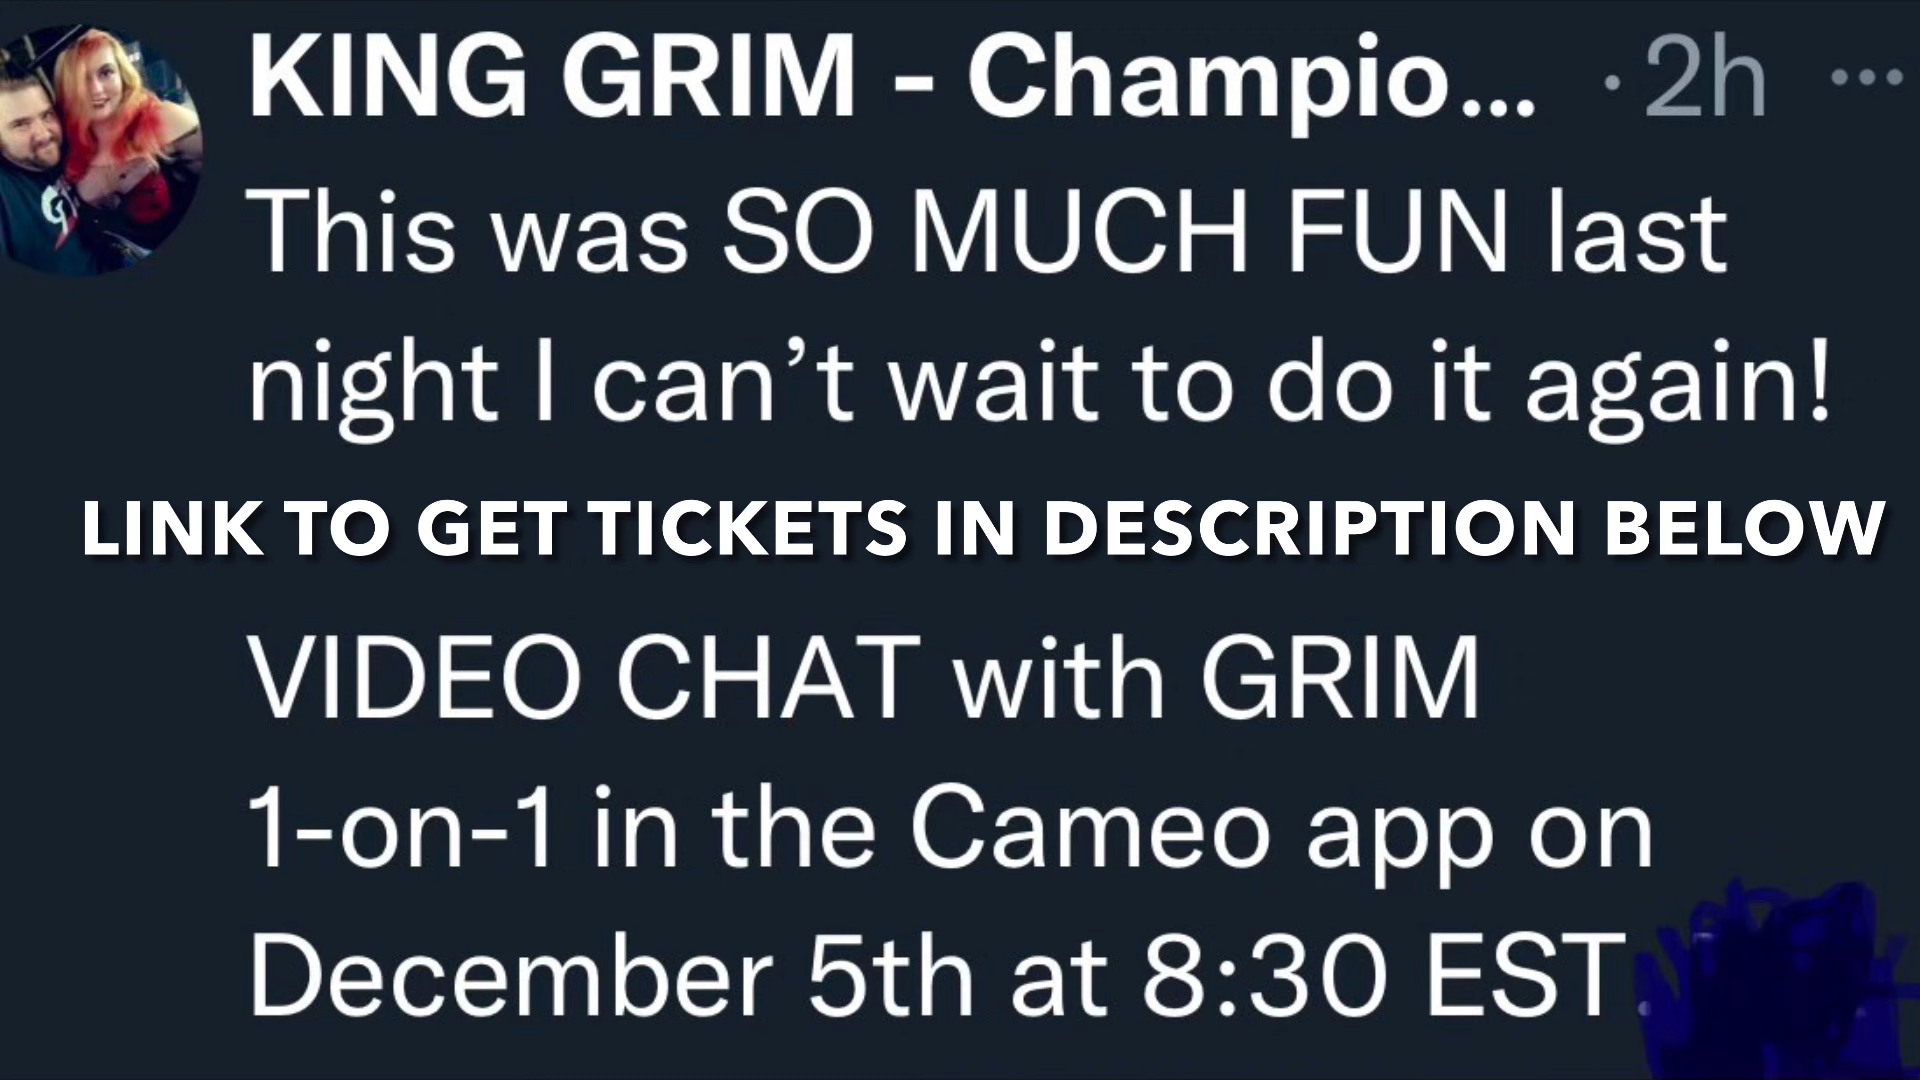 KING GRIM - Champio... · 2h ...
This was SO MUCH FUN last
night I can’t wait to do it again!
LINK TO GET TICKETS IN DESCRIPTION BELOW
VIDEO CHAT with GRIM
1-on-1 in the Cameo app on
December 5th at 8:30 EST.